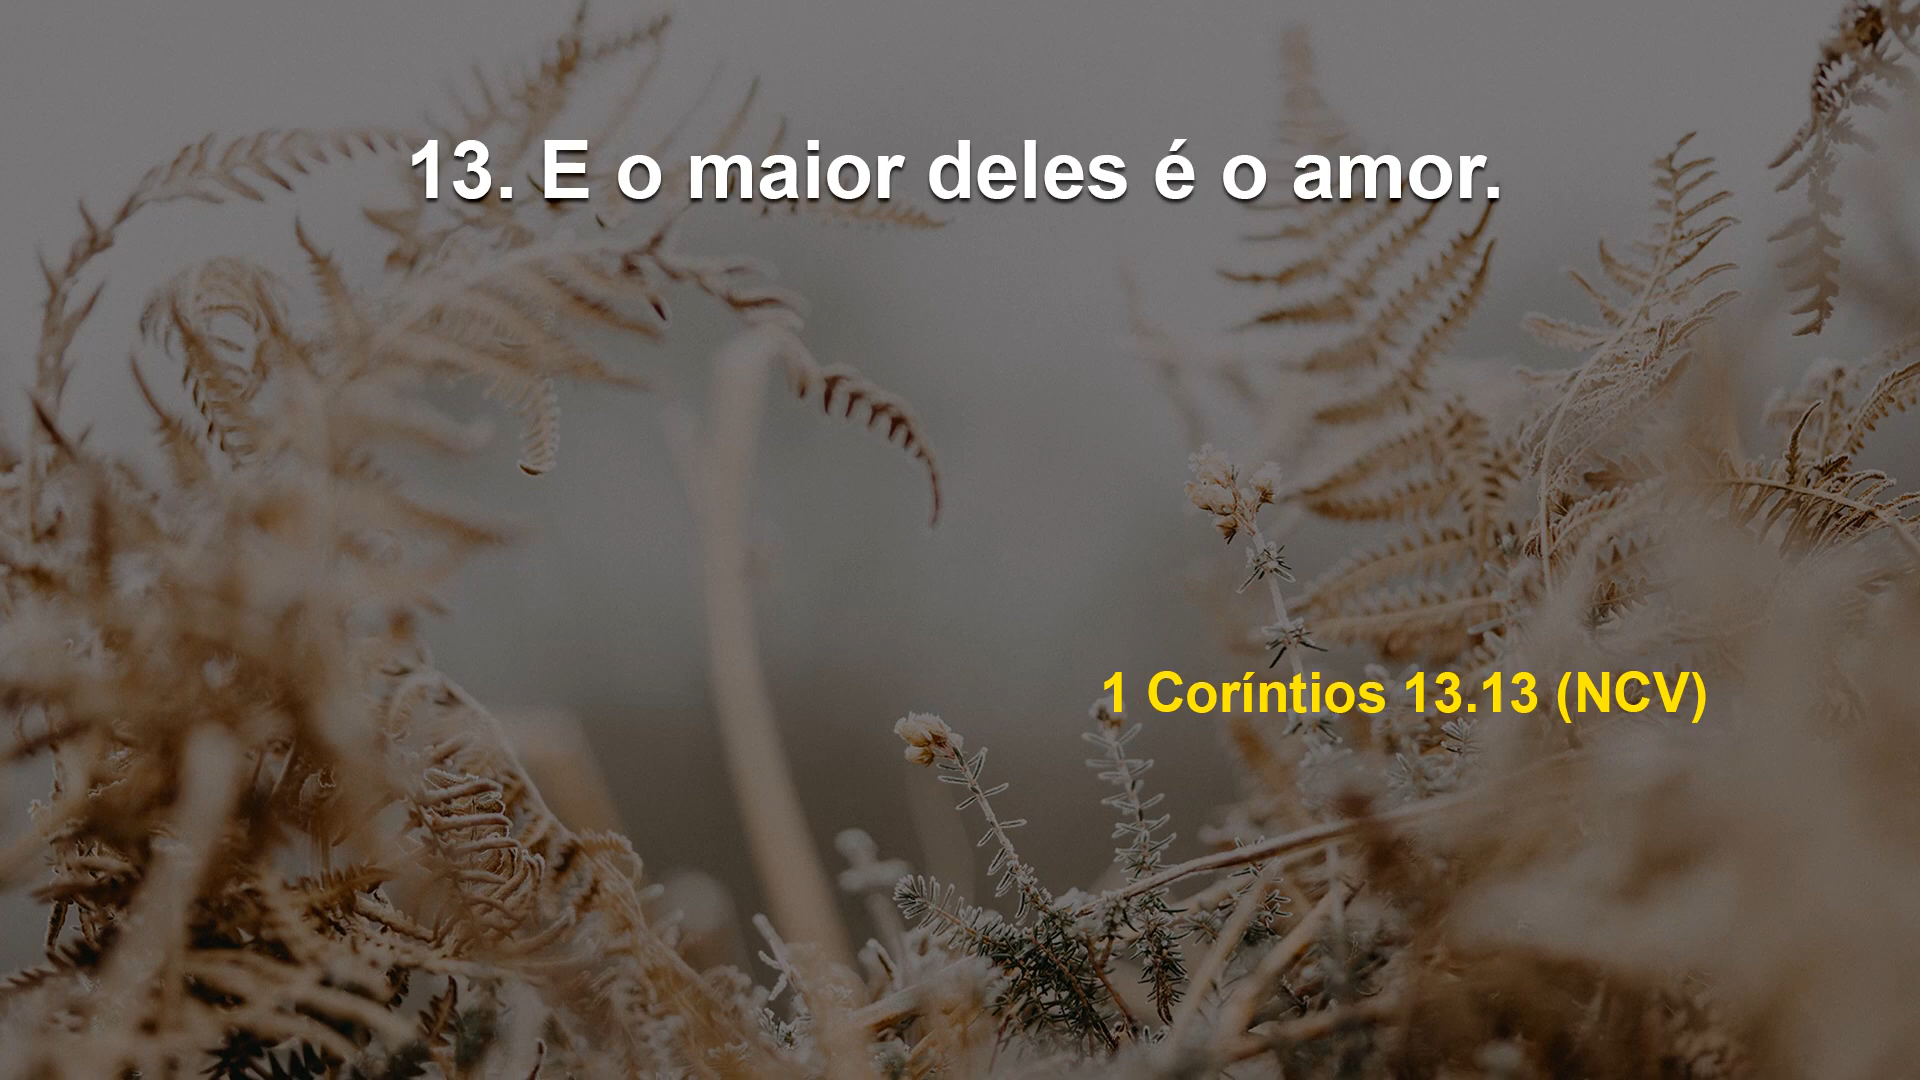 13. E o maior deles é o amor.
1 Coríntios 13.13 (NCV)